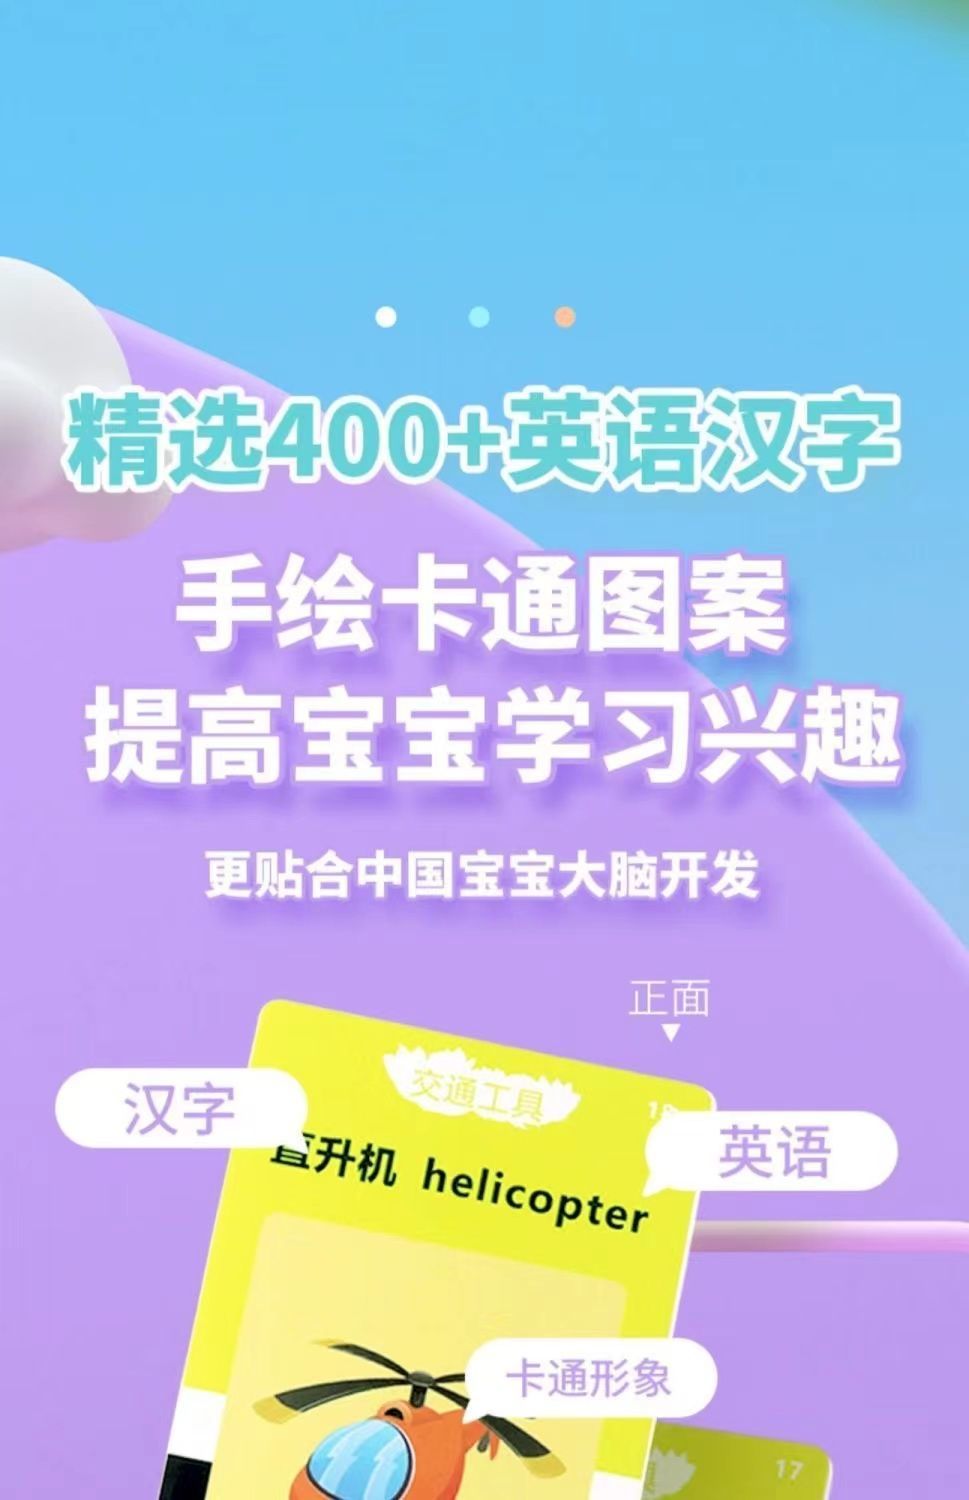 精选400+英语汉字
手绘卡通图案
提高宝宝学习兴趣
更贴合中国宝宝大脑开发
正面
汉字
交通工具
英语
直升机 helicopter
卡通形象
17